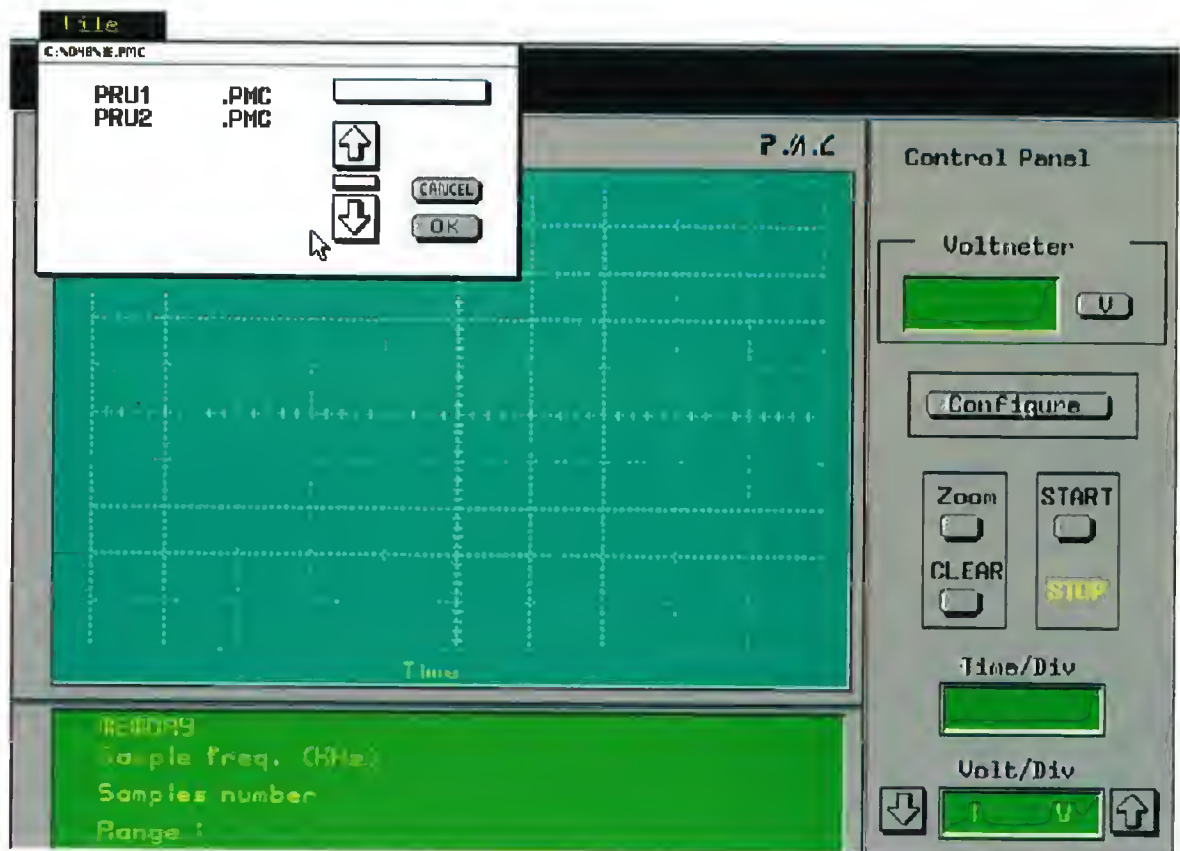 File
PRU1 .PMC
PRU2 .PMC
CANCEL
OK
Control Panel
Voltmeter
V
Configure
Zoom
START
CLEAR
STOP
Time
Time/Div
Volt/Div
V
MEMORY
Sample freq. (KHz)
Samples number
Range :